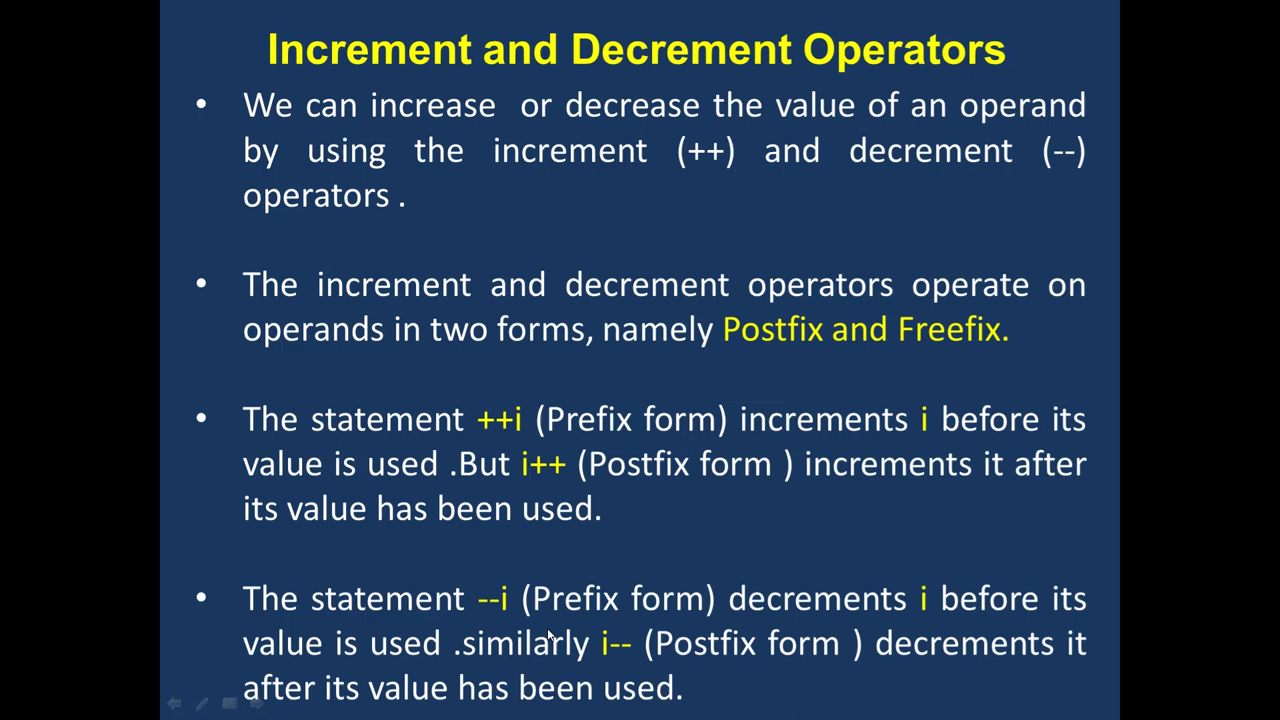 Increment and Decrement Operators
• We can increase or decrease the value of an operand
by using the increment (++) and decrement (--)
operators .
• The increment and decrement operators operate on
operands in two forms, namely Postfix and Freefix.
• The statement ++i (Prefix form) increments i before its
value is used .But i++ (Postfix form ) increments it after
its value has been used.
• The statement --i (Prefix form) decrements i before its
value is used .similarly i-- (Postfix form ) decrements it
after its value has been used.